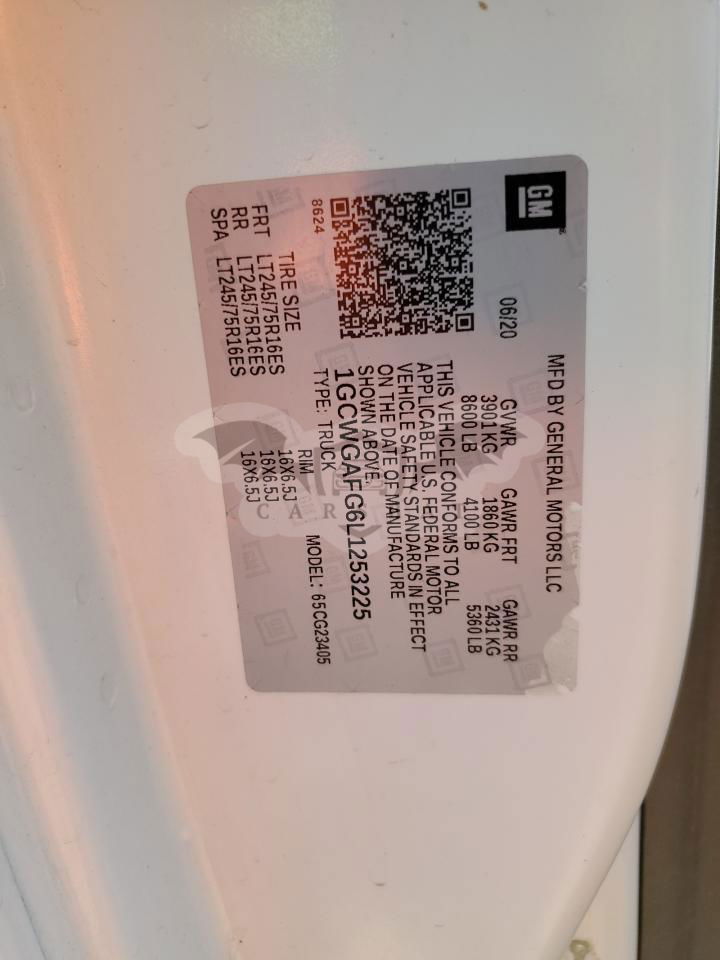 GM
MFD BY GENERAL MOTORS LLC
06/20
GVWR GAWR FRT GAWR RR
3901 KG 1860 KG 2431 KG
8600 LB 4100 LB 5360 LB
THIS VEHICLE CONFORMS TO ALL
APPLICABLE U.S. FEDERAL MOTOR
VEHICLE SAFETY STANDARDS IN EFFECT
ON THE DATE OF MANUFACTURE
SHOWN ABOVE.
1GCWGAFG6L1253225
8624
TYPE: TRUCK MODEL: 65CG23405
TIRE SIZE RIM
FRT LT245/75R16ES 16X6.5J
RR LT245/75R16ES 16X6.5J
SPA LT245/75R16ES 16X6.5J